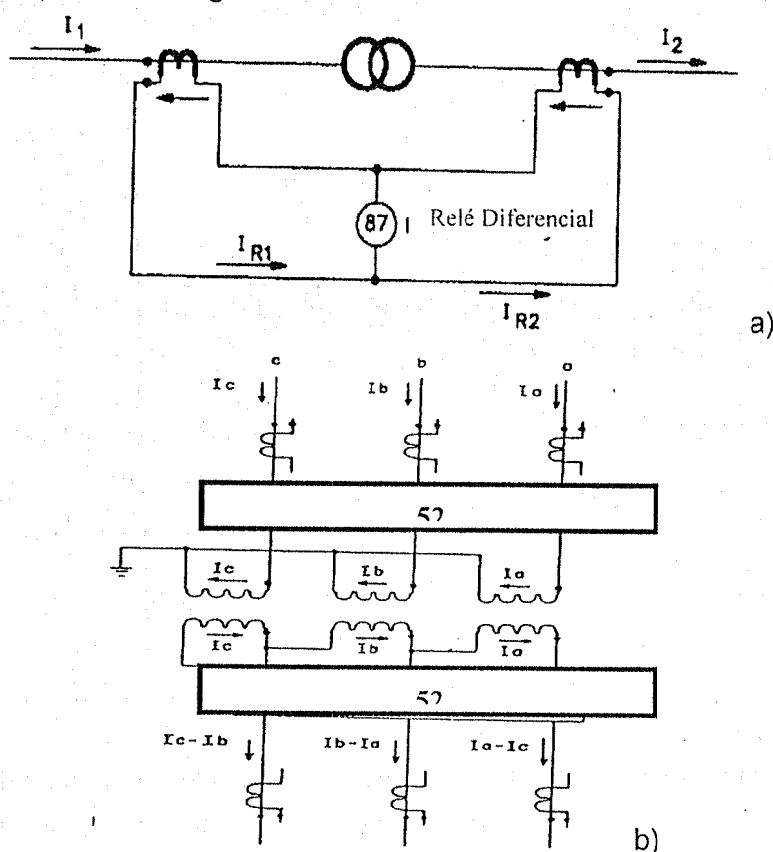 I1 I2
87 I Relé Diferencial
IR1
IR2
a)
c b a
Ic Ib Ia
52
Ic Ib Ia
Ic Ib Ia
52
Ic-Ib Ib-Ia Ia-Ic
b)